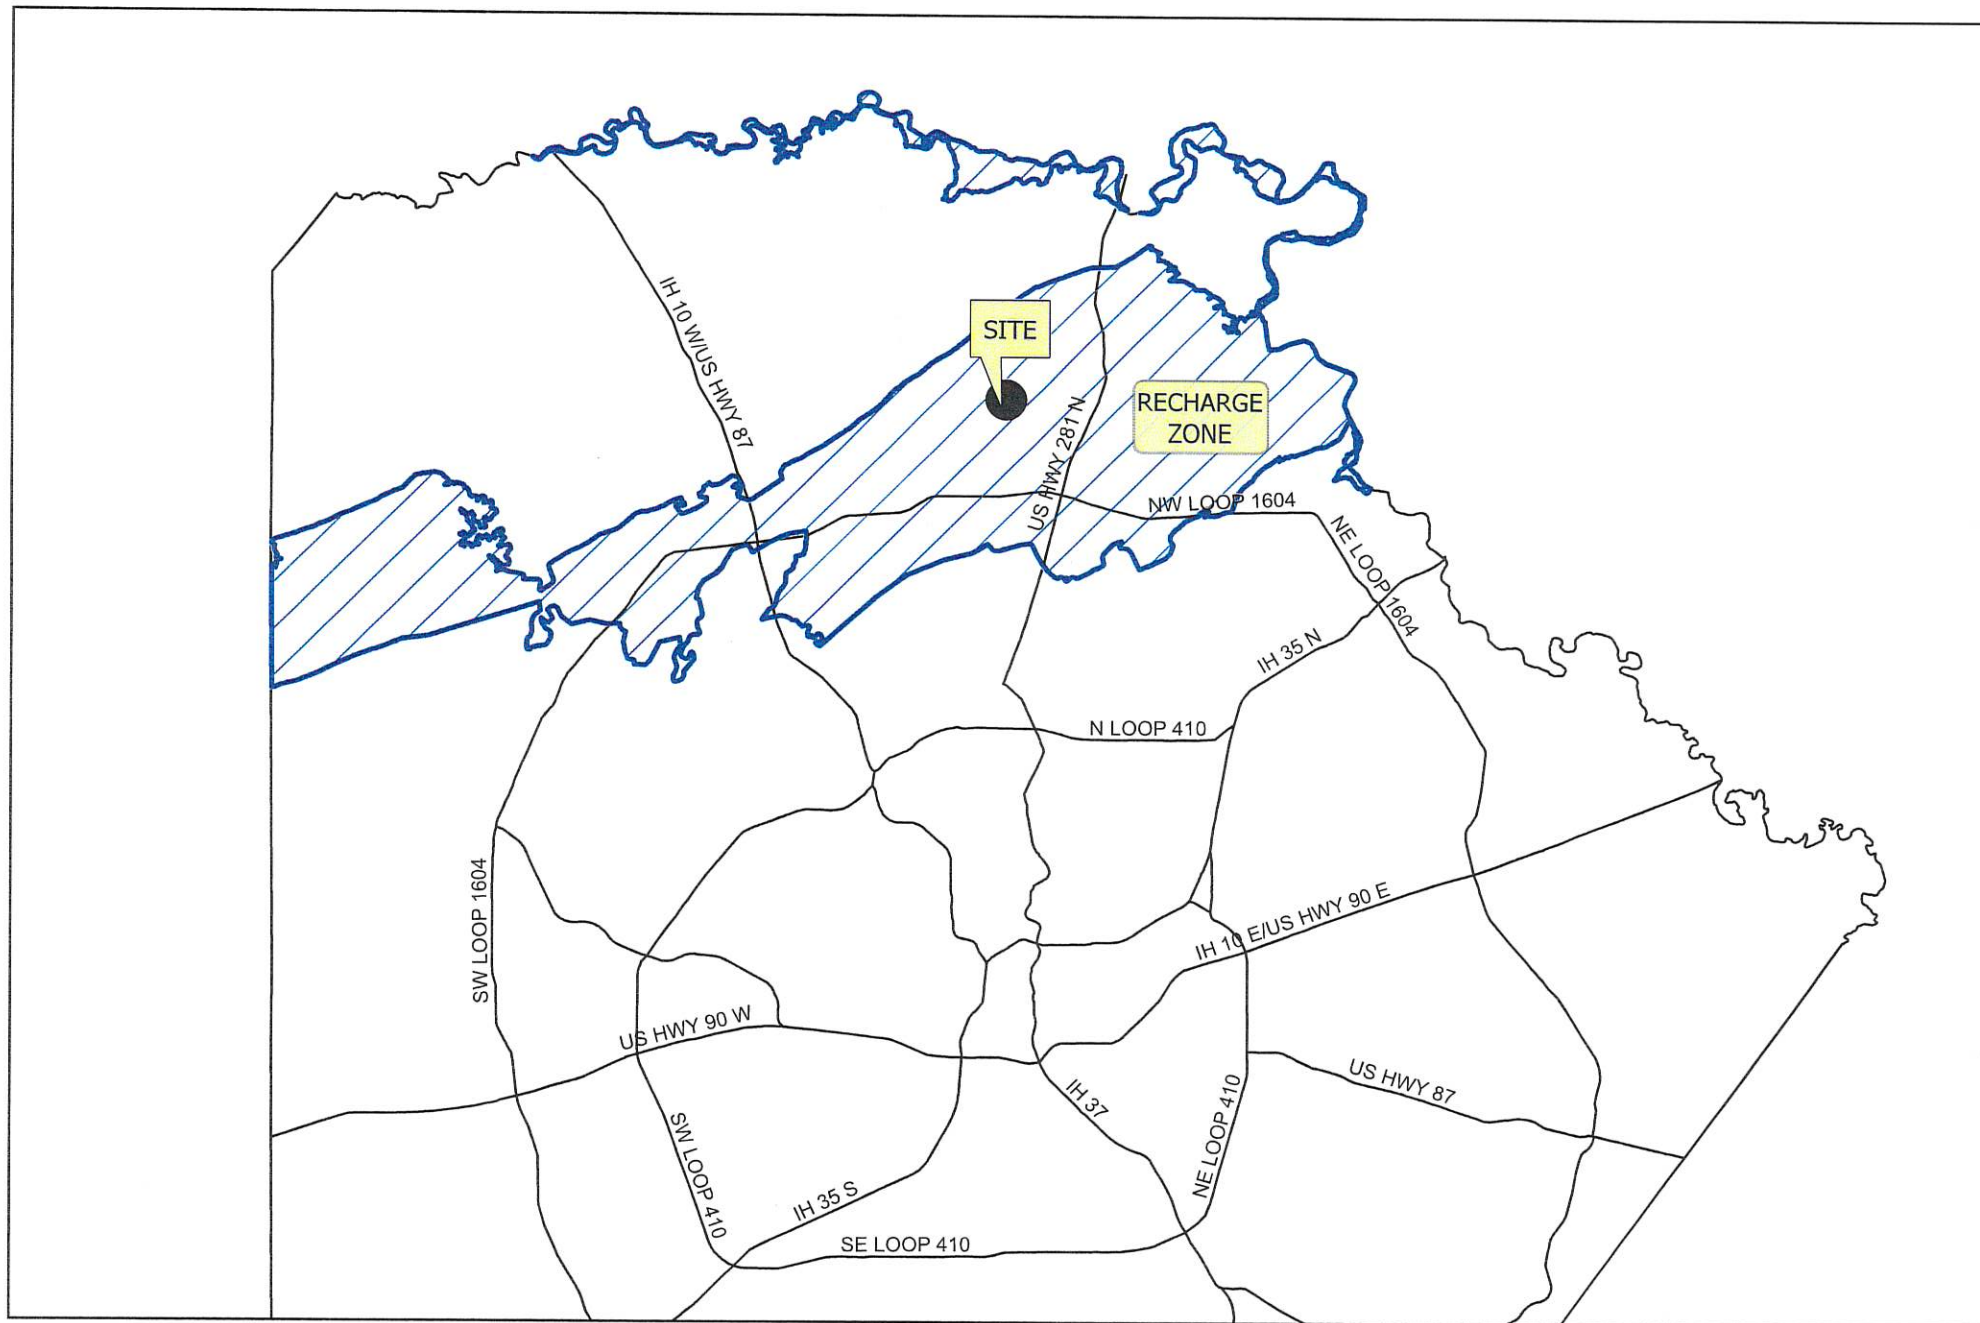 IH 10 W/US HWY 87
SITE
RECHARGE
ZONE
US HWY 281 N
NW LOOP 1604
NE LOOP 1604
IH 35 N
N LOOP 410
SW LOOP 1604
IH 10 E/US HWY 90 E
US HWY 90 W
US HWY 87
IH 37
NE LOOP 410
SW LOOP 410
IH 35 S
SE LOOP 410